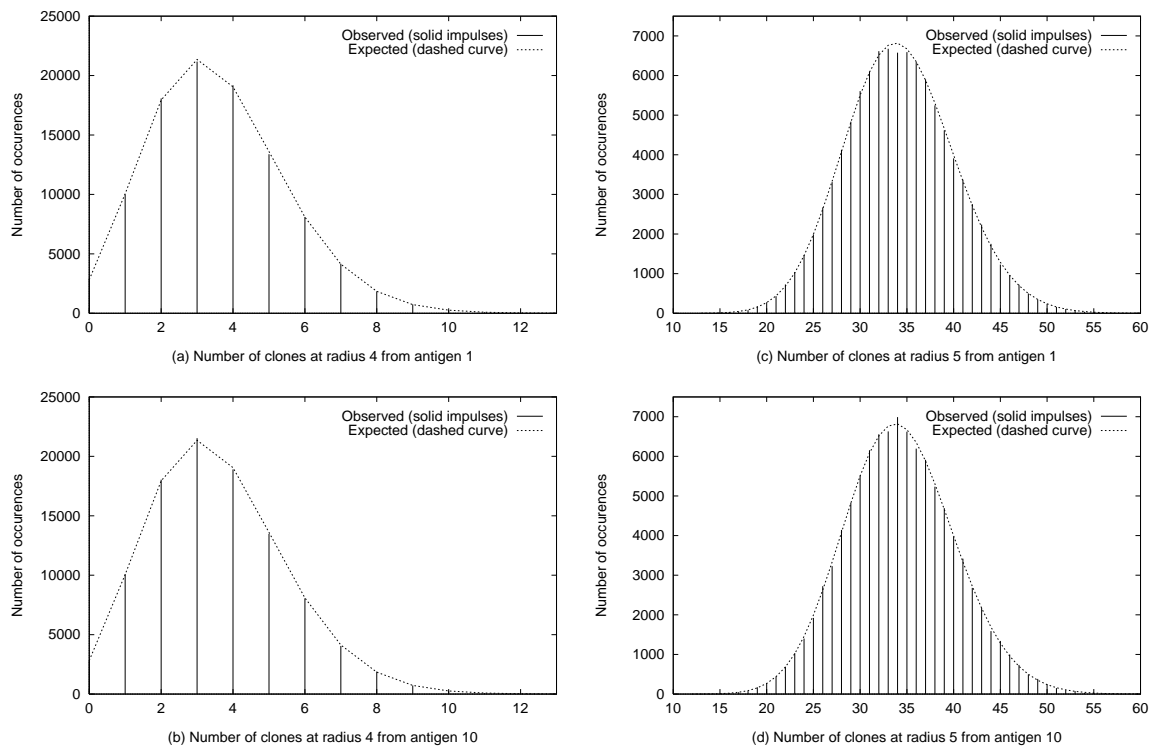 25000
20000
15000
10000
5000
0
Number of occurences
Observed (solid impulses)
Expected (dashed curve)
0 2 4 6 8 10 12
(a) Number of clones at radius 4 from antigen 1
7000
6000
5000
4000
3000
2000
1000
0
Number of occurences
Observed (solid impulses)
Expected (dashed curve)
10 15 20 25 30 35 40 45 50 55 60
(c) Number of clones at radius 5 from antigen 1
25000
20000
15000
10000
5000
0
Number of occurences
Observed (solid impulses)
Expected (dashed curve)
0 2 4 6 8 10 12
(b) Number of clones at radius 4 from antigen 10
7000
6000
5000
4000
3000
2000
1000
0
Number of occurences
Observed (solid impulses)
Expected (dashed curve)
10 15 20 25 30 35 40 45 50 55 60
(d) Number of clones at radius 5 from antigen 10